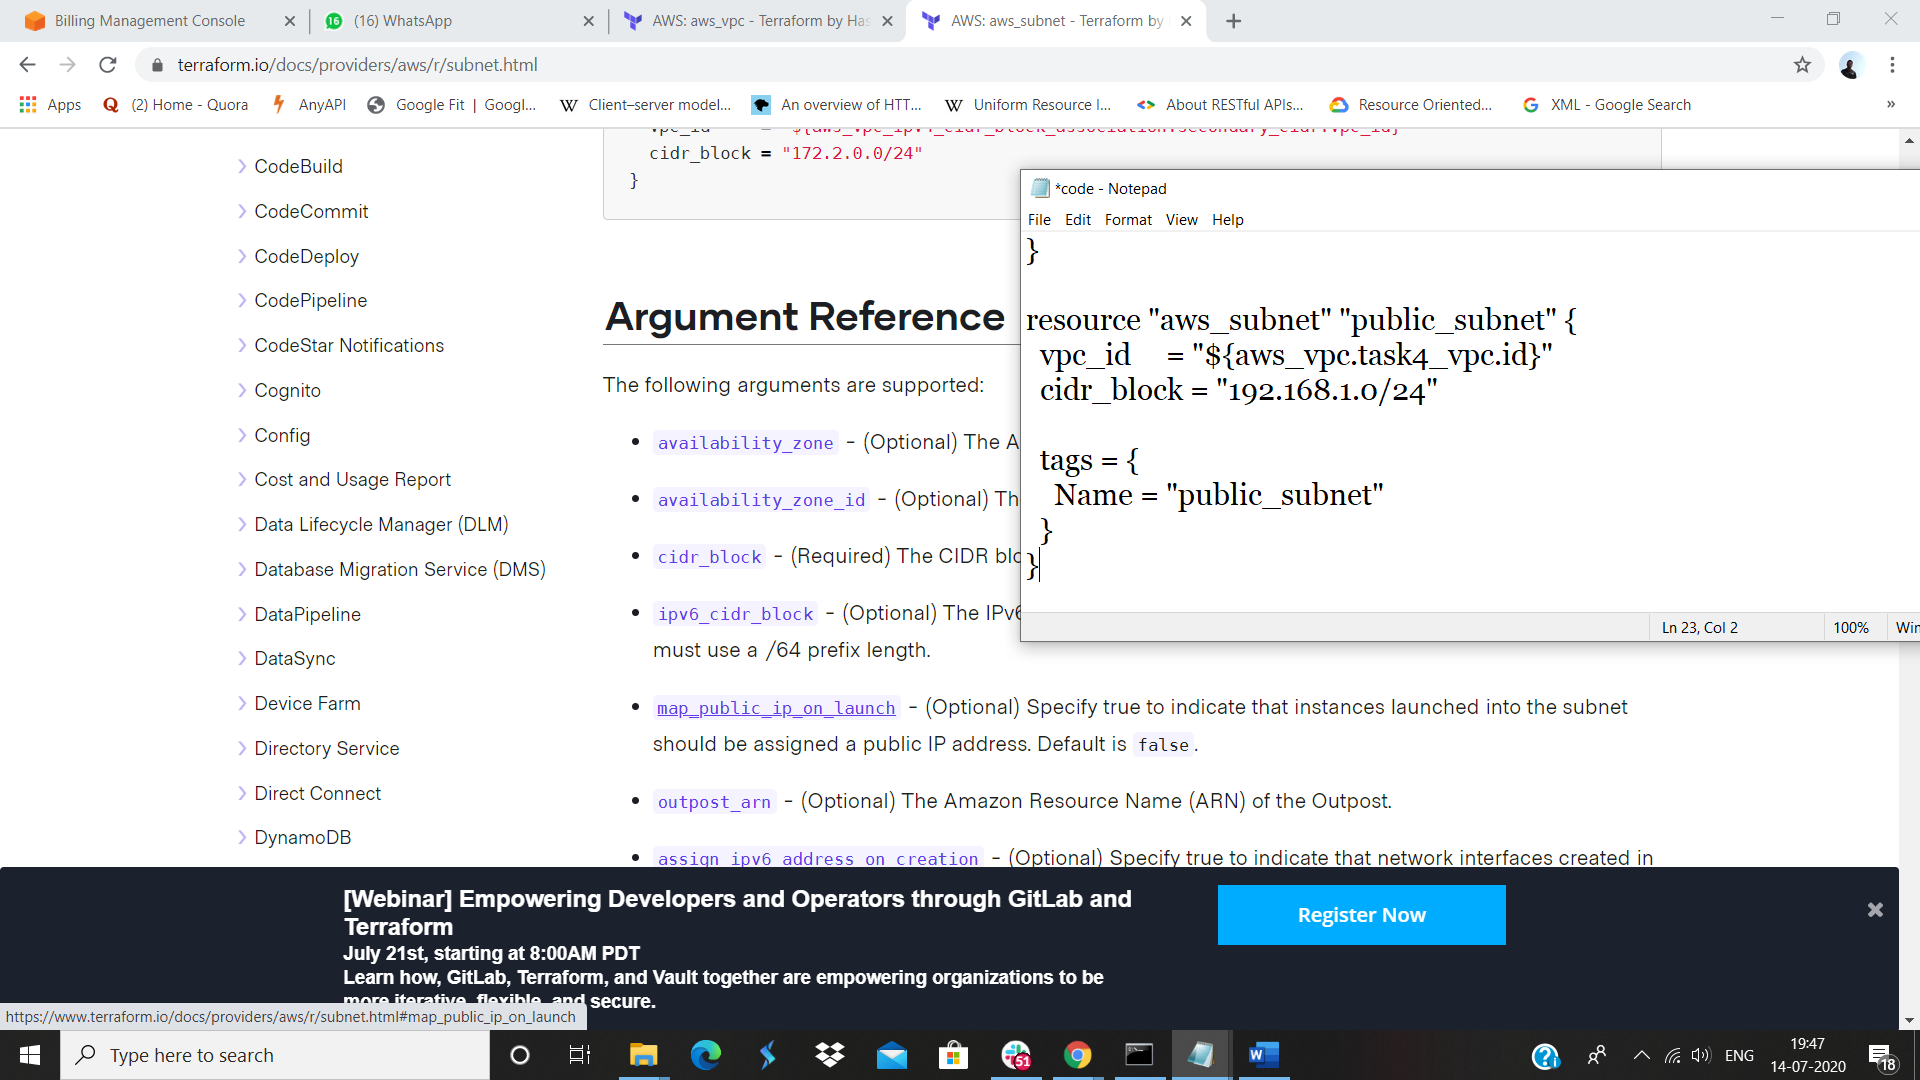 Billing Management Console
(16) WhatsApp
AWS: aws_vpc - Terraform by Has
AWS: aws_subnet - Terraform by
terraform.io/docs/providers/aws/r/subnet.html
Apps
(2) Home - Quora
AnyAPI
Google Fit | Googl...
Client–server model...
An overview of HTT...
Uniform Resource I...
About RESTful APIs...
Resource Oriented...
XML - Google Search
»
CodeBuild
CodeCommit
CodeDeploy
CodePipeline
CodeStar Notifications
Cognito
Config
Cost and Usage Report
Data Lifecycle Manager (DLM)
Database Migration Service (DMS)
DataPipeline
DataSync
Device Farm
Directory Service
Direct Connect
DynamoDB
vpc_id = "${aws_vpc_ipv4_cidr_block_association.secondary_cidr.vpc_id}
cidr_block = "172.2.0.0/24"
}
Argument Reference
The following arguments are supported:
• availability_zone - (Optional) The A
• availability_zone_id - (Optional) Th
• cidr_block - (Required) The CIDR blo
• ipv6_cidr_block - (Optional) The IPv6
must use a /64 prefix length.
• map_public_ip_on_launch - (Optional) Specify true to indicate that instances launched into the subnet
should be assigned a public IP address. Default is false.
• outpost_arn - (Optional) The Amazon Resource Name (ARN) of the Outpost.
• assign_ipv6_address_on_creation - (Optional) Specify true to indicate that network interfaces created in
*code - Notepad
File Edit Format View Help
}
resource "aws_subnet" "public_subnet" {
vpc_id = "${aws_vpc.task4_vpc.id}"
cidr_block = "192.168.1.0/24"
tags = {
Name = "public_subnet"
}
}
Ln 23, Col 2
100%
Win
[Webinar] Empowering Developers and Operators through GitLab and
Terraform
July 21st, starting at 8:00AM PDT
Learn how, GitLab, Terraform, and Vault together are empowering organizations to be
more iterative, flexible, and secure.
Register Now
https://www.terraform.io/docs/providers/aws/r/subnet.html#map_public_ip_on_launch
Type here to search
51
ENG
19:47
14-07-2020
18